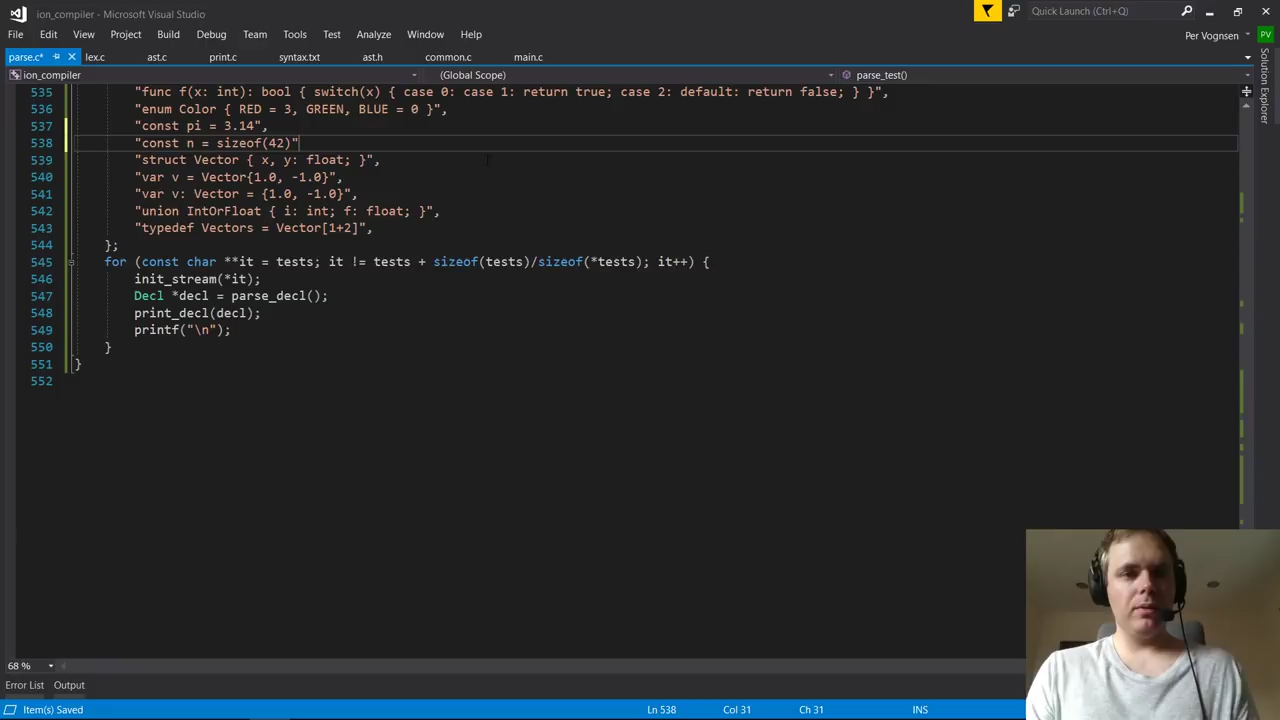 ion_compiler - Microsoft Visual Studio
Quick Launch (Ctrl+Q)
File Edit View Project Build Debug Team Tools Test Analyze Window Help
Per Vognsen
PV
parse.c* lex.c ast.c print.c syntax.txt ast.h common.c main.c
ion_compiler (Global Scope) parse_test()
Solution Explorer
535 "func f(x: int): bool { switch(x) { case 0: case 1: return true; case 2: default: return false; } }",
536 "enum Color { RED = 3, GREEN, BLUE = 0 }",
537 "const pi = 3.14",
538 "const n = sizeof(42)"
539 "struct Vector { x, y: float; }",
540 "var v = Vector{1.0, -1.0}",
541 "var v: Vector = {1.0, -1.0}",
542 "union IntOrFloat { i: int; f: float; }",
543 "typedef Vectors = Vector[1+2]",
544 };
545 for (const char **it = tests; it != tests + sizeof(tests)/sizeof(*tests); it++) {
546 init_stream(*it);
547 Decl *decl = parse_decl();
548 print_decl(decl);
549 printf("\n");
550 }
551 }
552
68 %
Error List Output
Item(s) Saved Ln 538 Col 31 Ch 31 INS